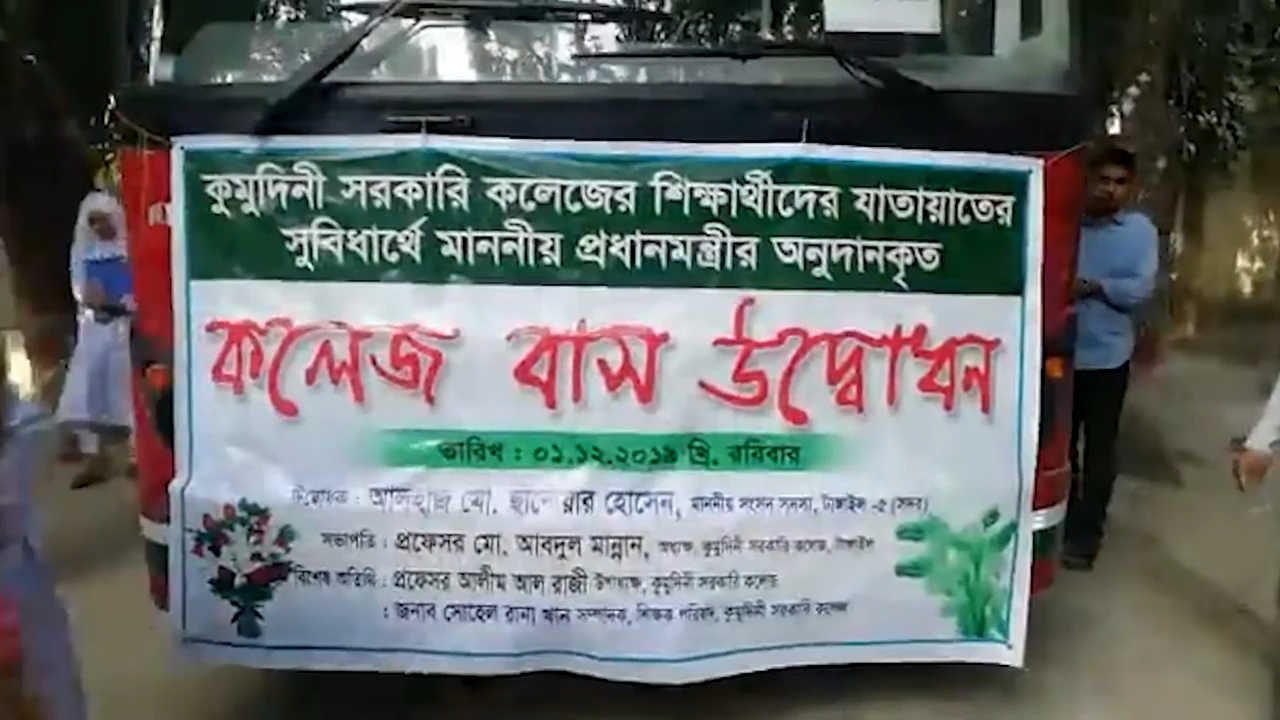 কুমুদিনী সরকারি কলেজের শিক্ষার্থীদের যাতায়াতের
সুবিধার্থে মাননীয় প্রধানমন্ত্রীর অনুদানকৃত
কলেজ বাস উদ্বোধন
তারিখ : ০১.১২.২০১৯ খ্রি. রবিবার
উদ্বোধক : আলহাজ মো. ছানোয়ার হোসেন, মাননীয় সংসদ সদস্য, টাঙ্গাইল -৫ (সদর)
সভাপতি : প্রফেসর মো. আবদুল মান্নান, অধ্যক্ষ, কুমুদিনী সরকারি কলেজ, টাঙ্গাইল
বিশেষ অতিথি : প্রফেসর আলীম আল রাজী উপাধ্যক্ষ, কুমুদিনী সরকারি কলেজ
: জনাব সোহেল রানা খান সম্পাদক, শিক্ষক পরিষদ, কুমুদিনী সরকারি কলেজ